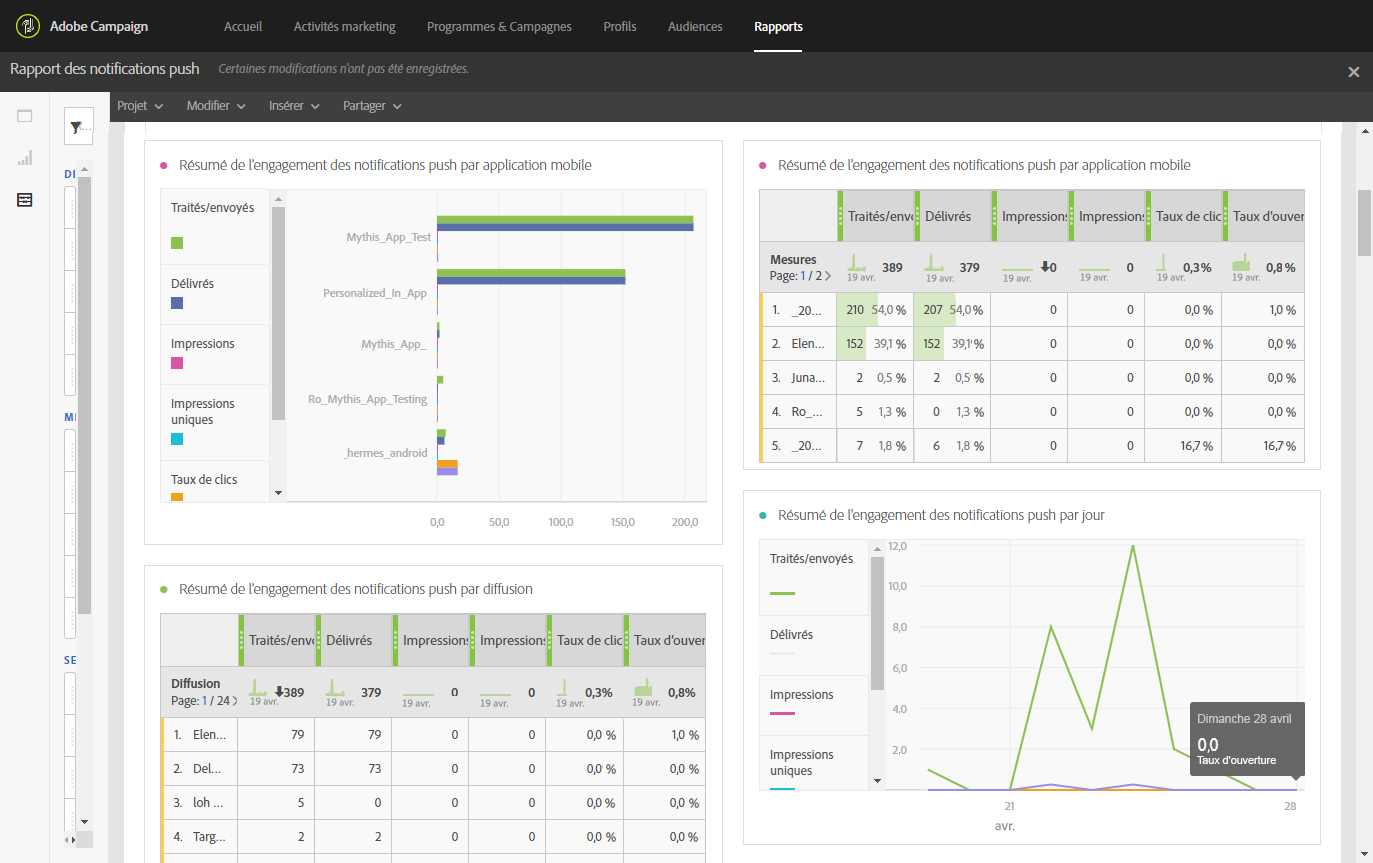 Adobe Campaign
Accueil
Activités marketing
Programmes & Campagnes
Profils
Audiences
Rapports
Rapport des notifications push
Certaines modifications n'ont pas été enregistrées.
Projet
Modifier
Insérer
Partager
DI
MI
SE
Résumé de l'engagement des notifications push par application mobile
Traités/envoyés
Délivrés
Impressions
Impressions
uniques
Taux de clics
Mythis_App_Test
Personalized_In_App
Mythis_App_
Ro_Mythis_App_Testing
_hermes_android
0,0 50,0 100,0 150,0 200,0
Résumé de l'engagement des notifications push par application mobile
Traités/env Délivrés Impressions Impressions Taux de clic Taux d'ouver
Mesures
Page: 1 / 2 >
389 379 0 0 0,3% 0,8 %
19 avr. 19 avr. 19 avr. 19 avr. 19 avr. 19 avr.
1. _20... 210 54,0 % 207 54,0 % 0 0 0,0 % 1,0 %
2. Elen... 152 39,1 % 152 39,1 % 0 0 0,0 % 0,0 %
3. Juna... 2 0,5 % 2 0,5 % 0 0 0,0 % 0,0 %
4. Ro_... 5 1,3 % 0 1,3 % 0 0 0,0 % 0,0 %
5. _20... 7 1,8 % 6 1,8 % 0 0 16,7 % 16,7 %
Résumé de l'engagement des notifications push par diffusion
Traités/env Délivrés Impressions Impressions Taux de clic Taux d'ouver
Diffusion
Page: 1 / 24 >
389 379 0 0 0,3% 0,8%
19 avr. 19 avr. 19 avr. 19 avr. 19 avr. 19 avr.
1. Elen... 79 79 0 0 0,0 % 1,0 %
2. Del... 73 73 0 0 0,0 % 0,0 %
3. loh ... 5 0 0 0 0,0 % 0,0 %
4. Targ... 2 2 0 0 0,0 % 0,0 %
Résumé de l'engagement des notifications push par jour
Traités/envoyés
Délivrés
Impressions
Impressions
uniques
12,0
10,0
8,0
6,0
4,0
2,0
21
avr.
28
Dimanche 28 avril
0,0
Taux d'ouverture